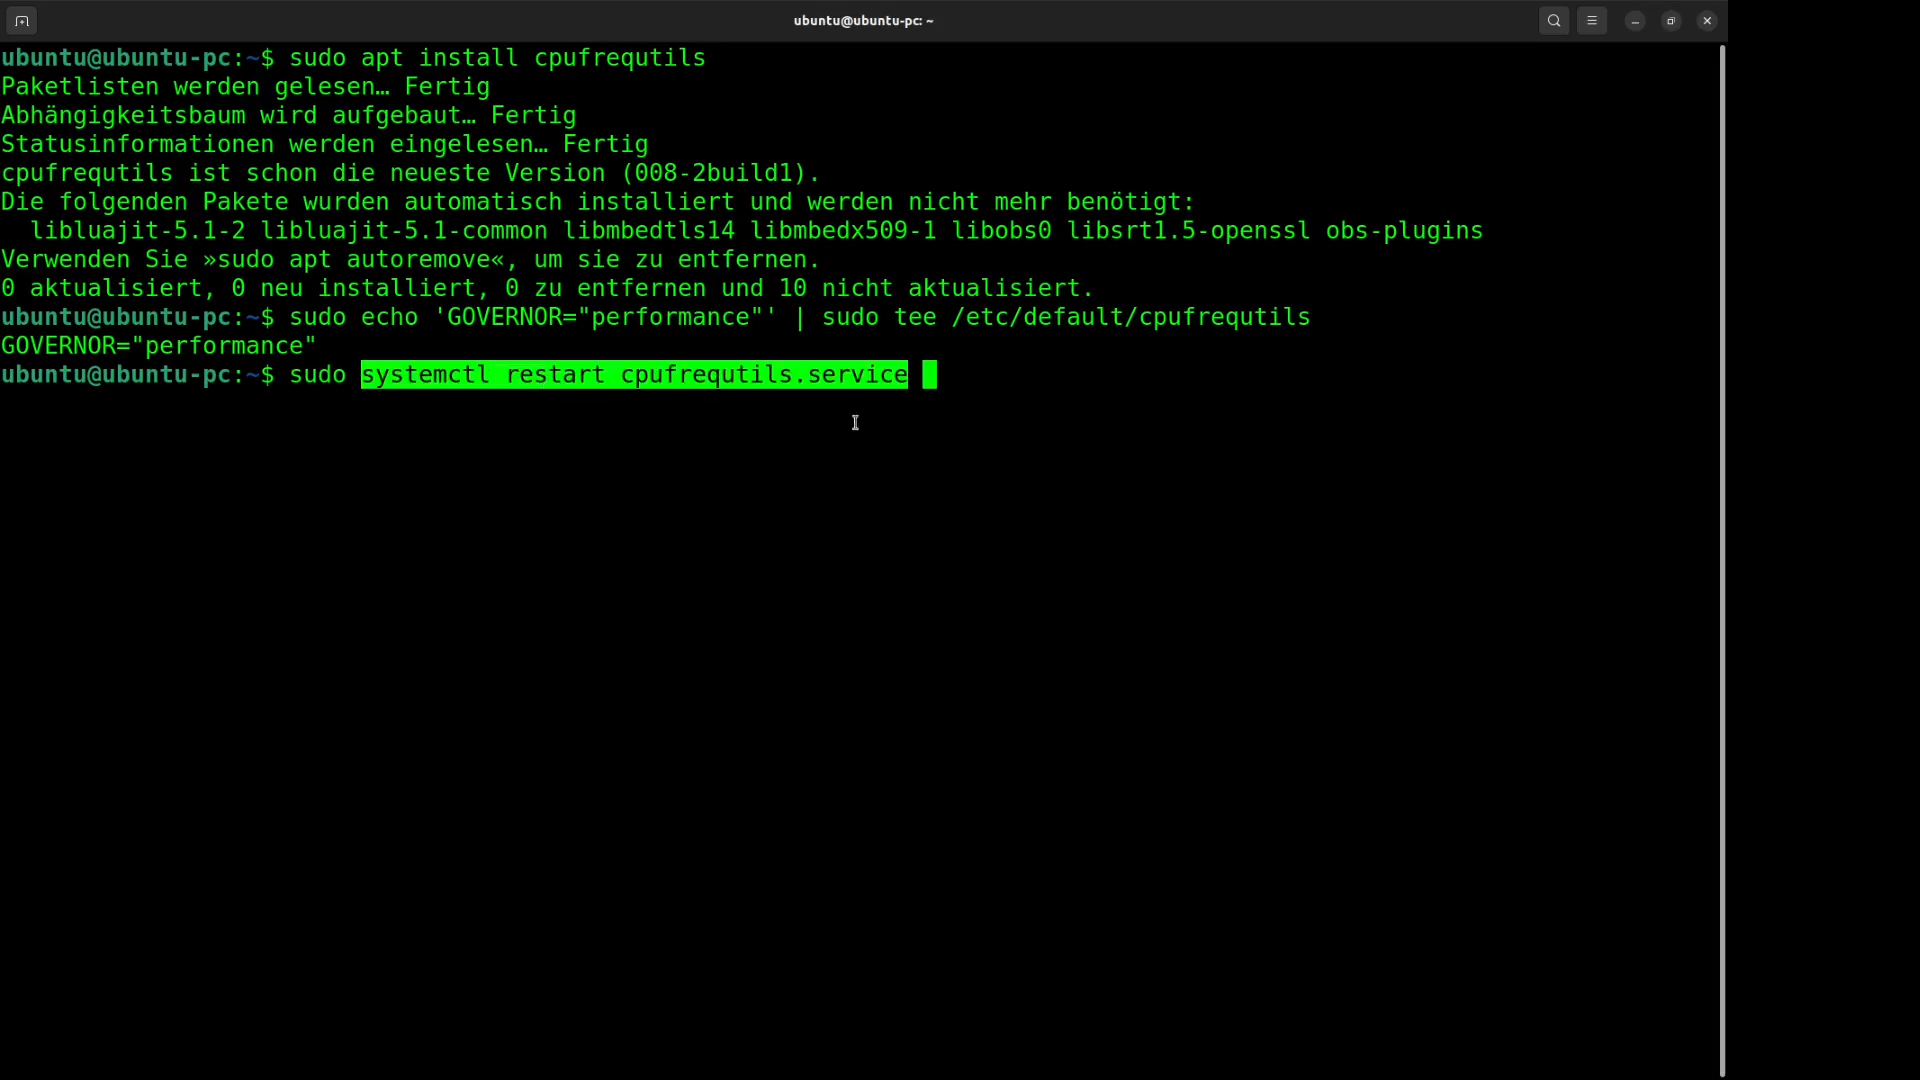 ubuntu@ubuntu-pc: ~
ubuntu@ubuntu-pc:~$ sudo apt install cpufrequtils
Paketlisten werden gelesen… Fertig
Abhängigkeitsbaum wird aufgebaut… Fertig
Statusinformationen werden eingelesen… Fertig
cpufrequtils ist schon die neueste Version (008-2build1).
Die folgenden Pakete wurden automatisch installiert und werden nicht mehr benötigt:
  libluajit-5.1-2 libluajit-5.1-common libmbedtls14 libmbedx509-1 libobs0 libsrt1.5-openssl obs-plugins
Verwenden Sie »sudo apt autoremove«, um sie zu entfernen.
0 aktualisiert, 0 neu installiert, 0 zu entfernen und 10 nicht aktualisiert.
ubuntu@ubuntu-pc:~$ sudo echo 'GOVERNOR="performance"' | sudo tee /etc/default/cpufrequtils
GOVERNOR="performance"
ubuntu@ubuntu-pc:~$ sudo systemctl restart cpufrequtils.service